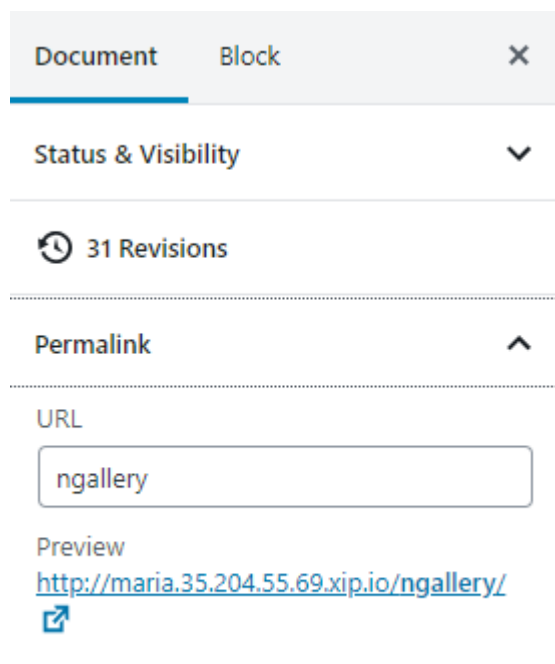 Document Block
Status & Visibility
31 Revisions
Permalink
URL
ngallery
Preview
http://maria.35.204.55.69.xip.io/ngallery/